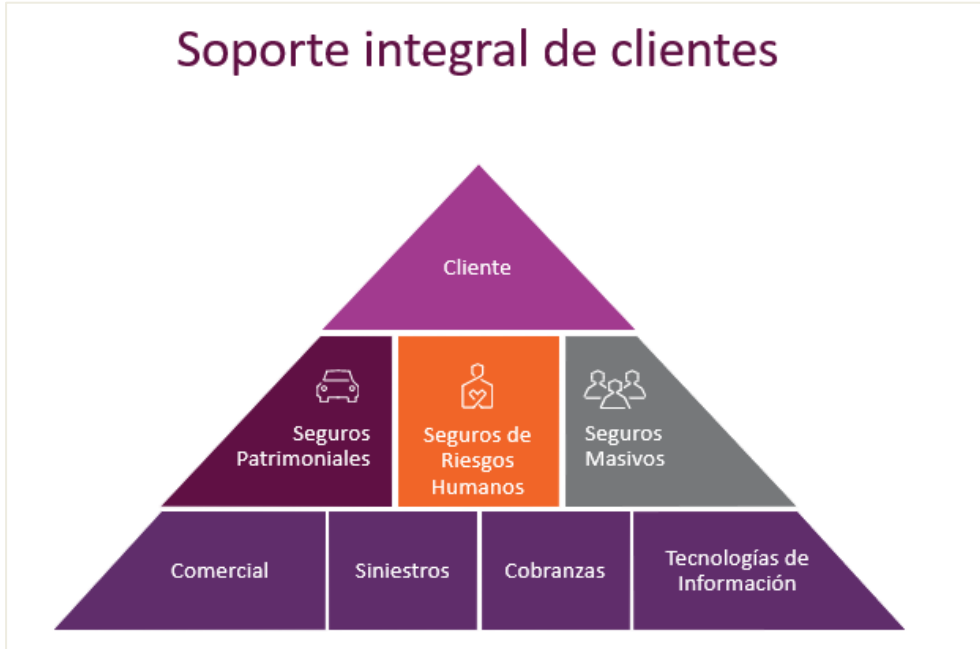 Soporte integral de clientes
Cliente
Seguros
Patrimoniales
Seguros de
Riesgos
Humanos
Seguros
Masivos
Comercial
Siniestros
Cobranzas
Tecnologías de
Información